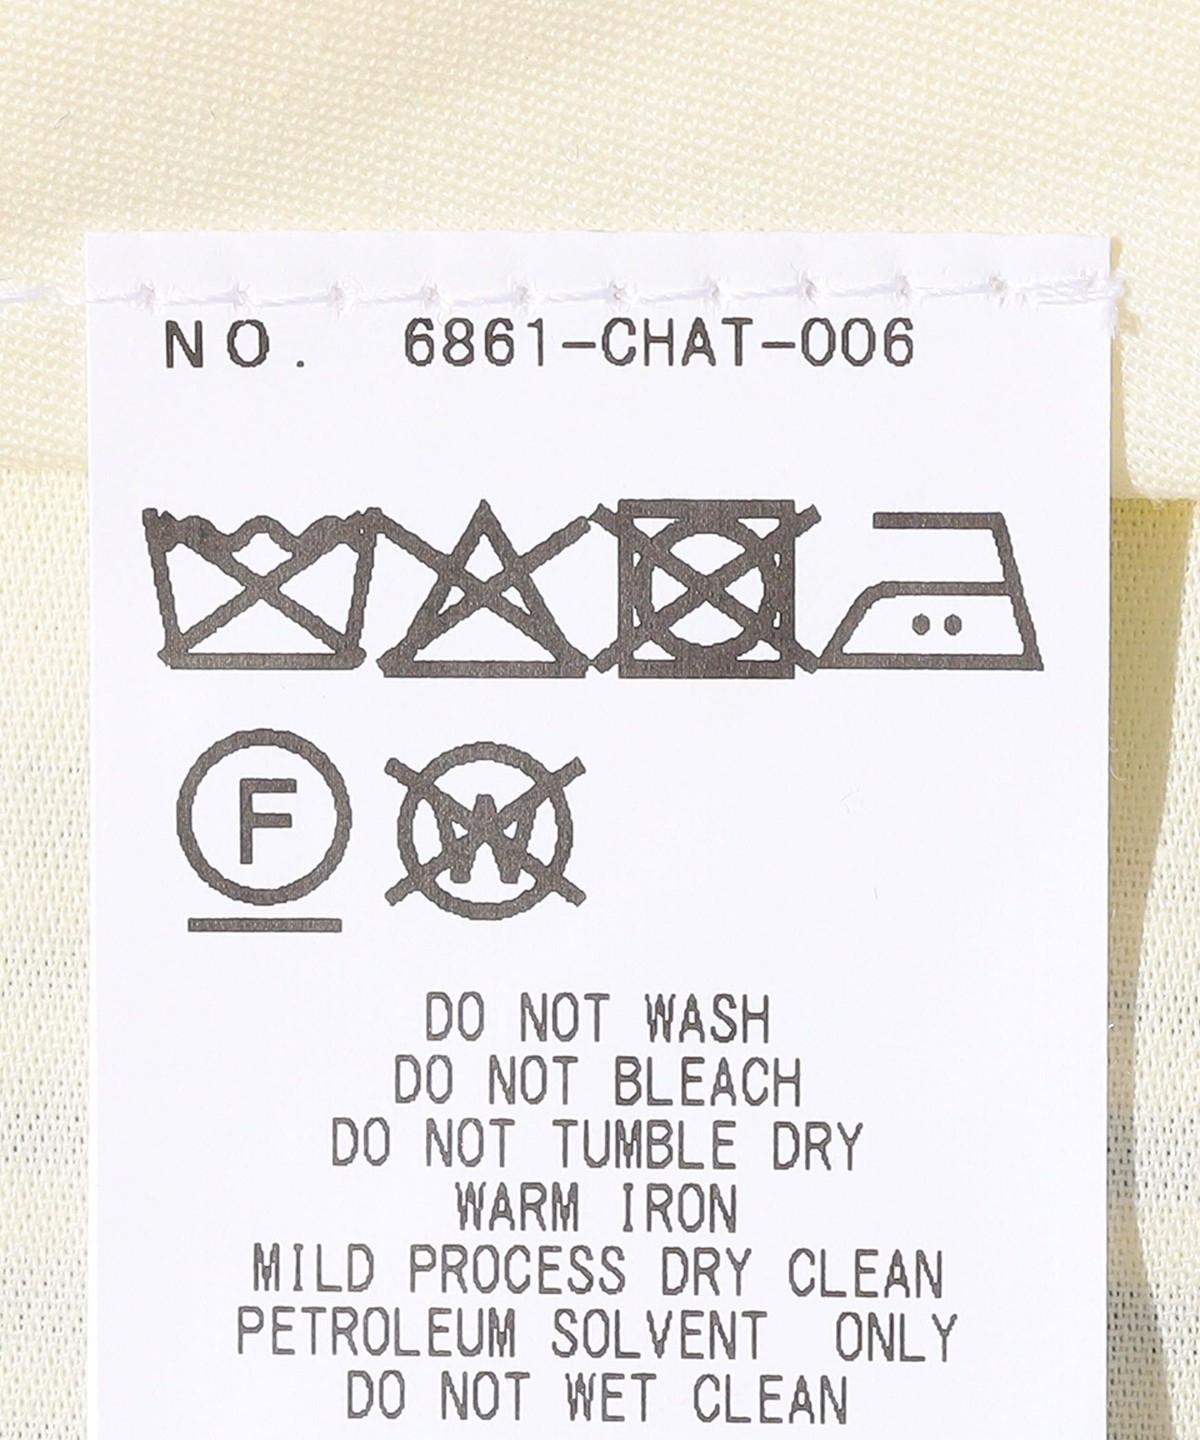 NO. 6861-CHAT-006
F W
DO NOT WASH
DO NOT BLEACH
DO NOT TUMBLE DRY
WARM IRON
MILD PROCESS DRY CLEAN
PETROLEUM SOLVENT ONLY
DO NOT WET CLEAN